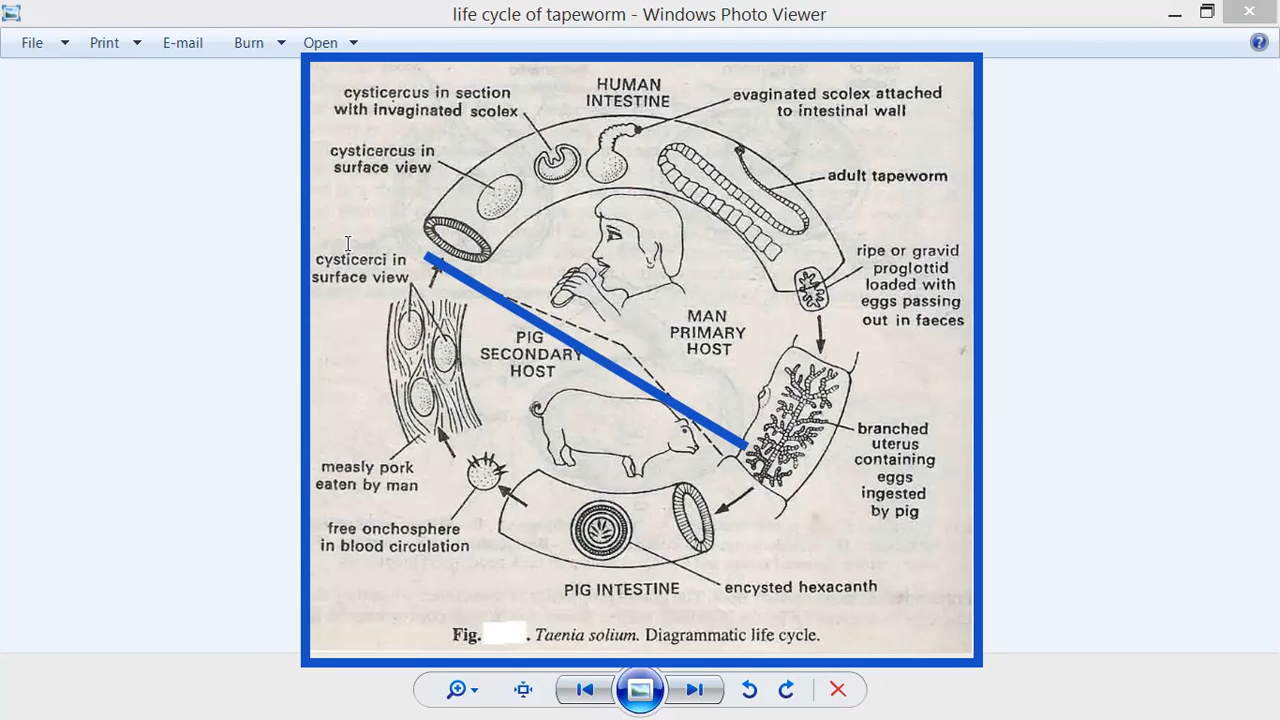 life cycle of tapeworm - Windows Photo Viewer
File
Print
E-mail
Burn
Open
HUMAN
INTESTINE
cysticercus in section
with invaginated scolex
evaginated scolex attached
to intestinal wall
cysticercus in
surface view
adult tapeworm
cysticerci in
surface view
ripe or gravid
proglottid
loaded with
eggs passing
out in faeces
MAN
PRIMARY
HOST
PIG
SECONDARY
HOST
branched
uterus
containing
eggs
ingested
by pig
measly pork
eaten by man
free onchosphere
in blood circulation
PIG INTESTINE
encysted hexacanth
Fig. . Taenia solium. Diagrammatic life cycle.